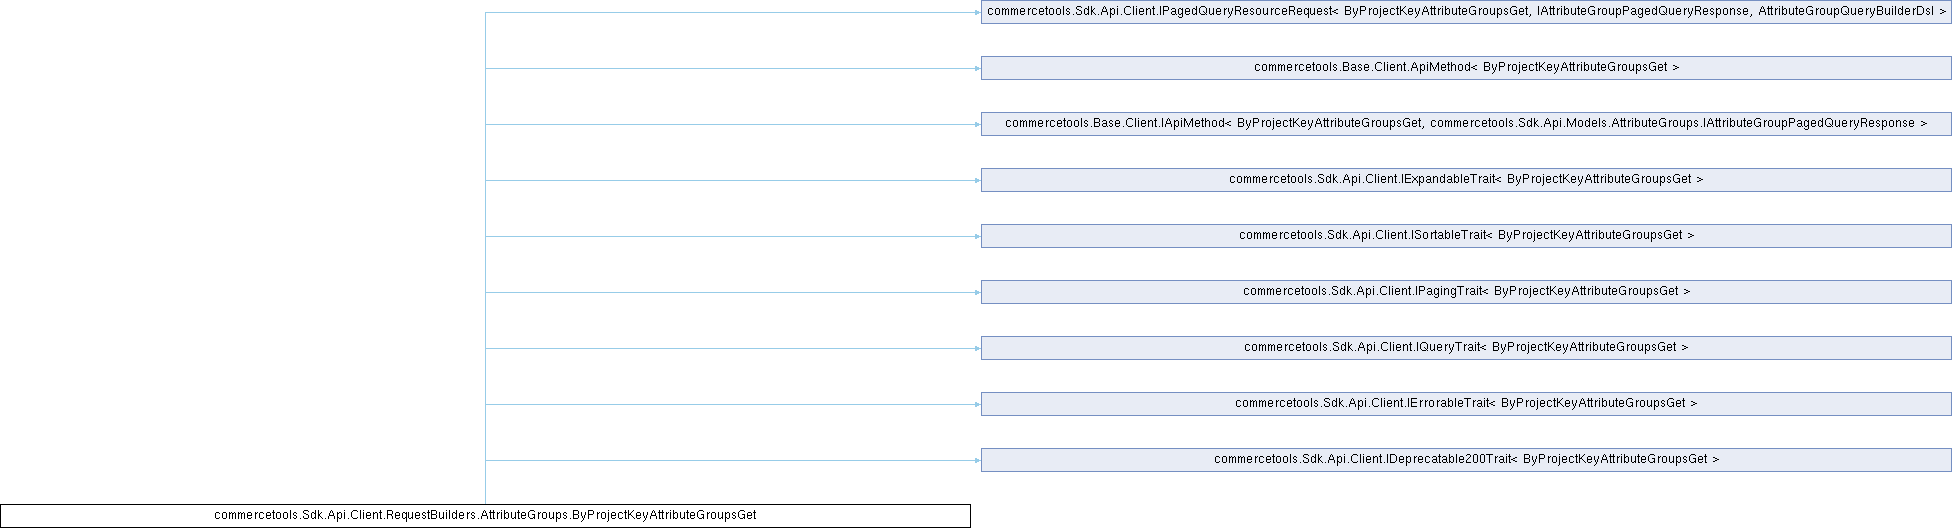 commercetools.Sdk.Api.Client.IPagedQueryResourceRequest< ByProjectKeyAttributeGroupsGet, IAttributeGroupPagedQueryResponse, AttributeGroupQueryBuilderDsl >
commercetools.Base.Client.ApiMethod< ByProjectKeyAttributeGroupsGet >
commercetools.Base.Client.IApiMethod< ByProjectKeyAttributeGroupsGet, commercetools.Sdk.Api.Models.AttributeGroups.IAttributeGroupPagedQueryResponse >
commercetools.Sdk.Api.Client.IExpandableTrait< ByProjectKeyAttributeGroupsGet >
commercetools.Sdk.Api.Client.ISortableTrait< ByProjectKeyAttributeGroupsGet >
commercetools.Sdk.Api.Client.IPagingTrait< ByProjectKeyAttributeGroupsGet >
commercetools.Sdk.Api.Client.IQueryTrait< ByProjectKeyAttributeGroupsGet >
commercetools.Sdk.Api.Client.IErrorableTrait< ByProjectKeyAttributeGroupsGet >
commercetools.Sdk.Api.Client.IDeprecatable200Trait< ByProjectKeyAttributeGroupsGet >
commercetools.Sdk.Api.Client.RequestBuilders.AttributeGroups.ByProjectKeyAttributeGroupsGet